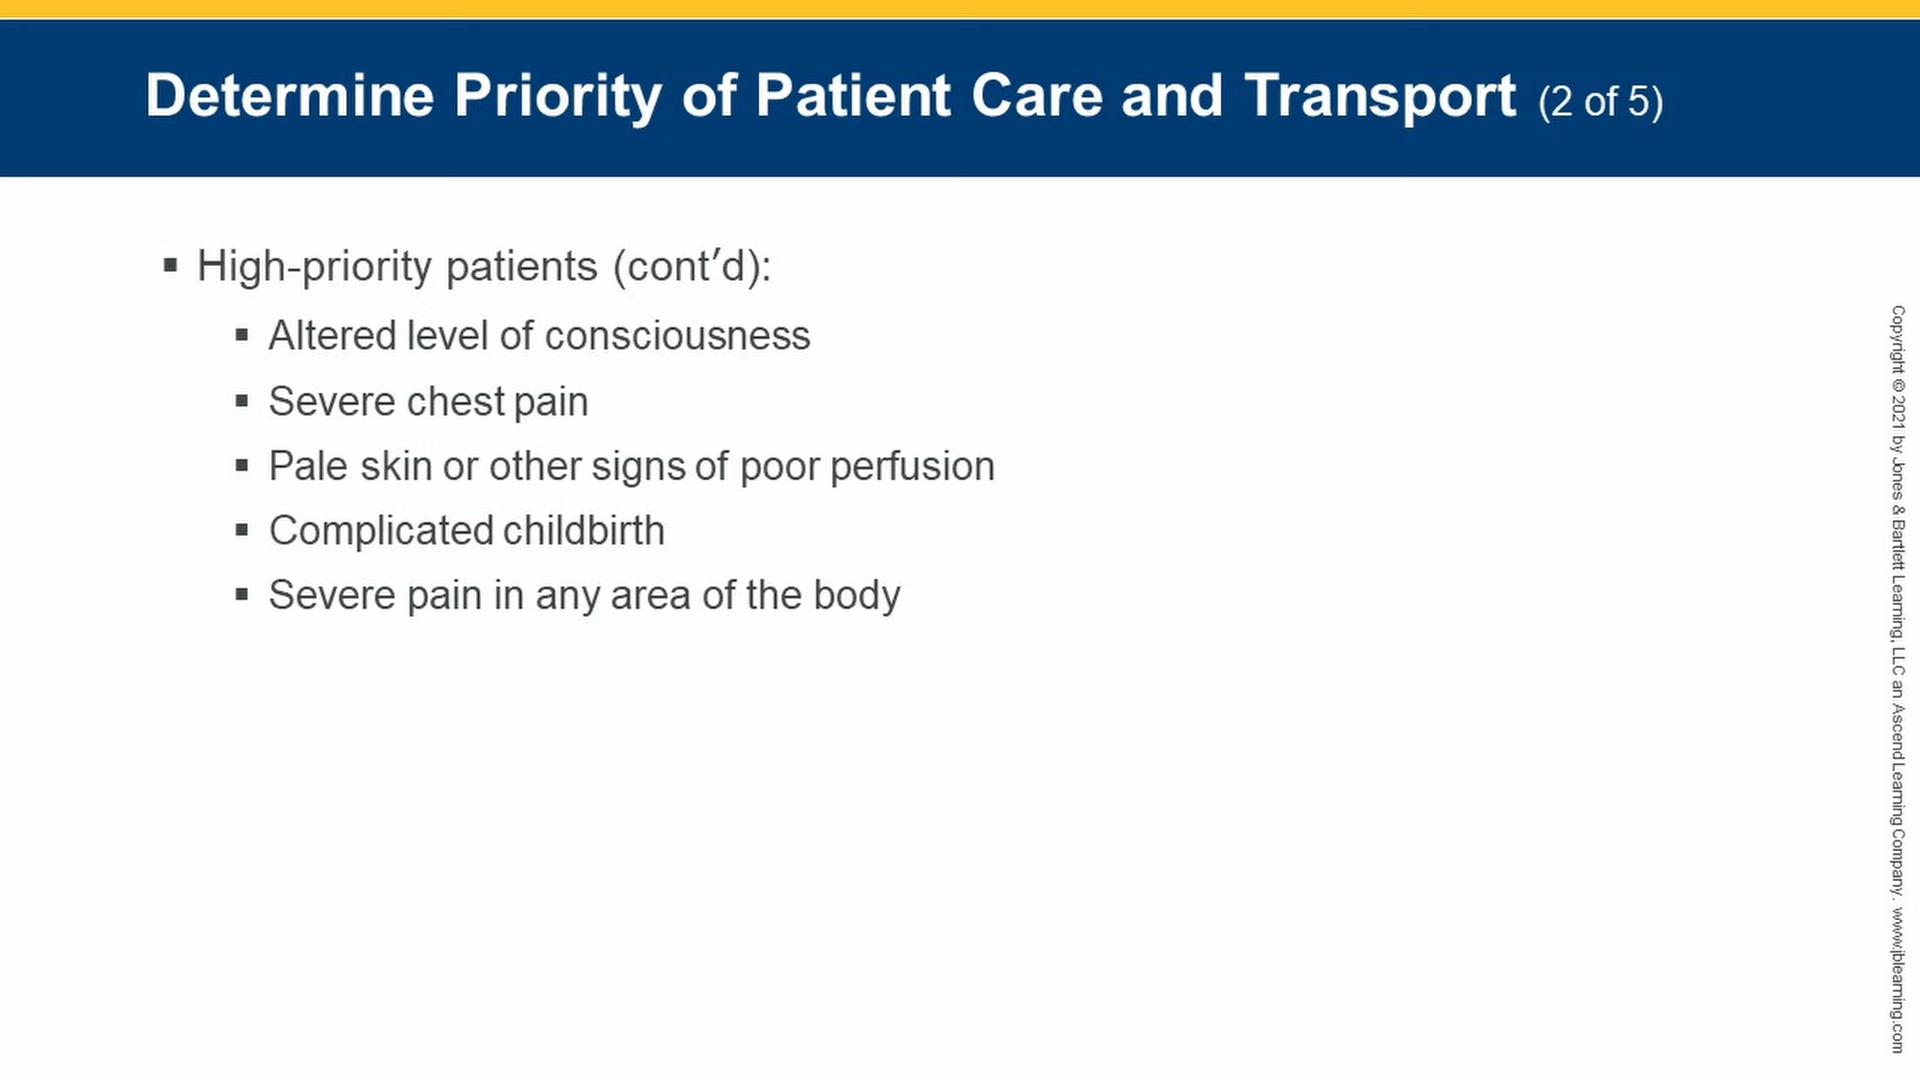 Determine Priority of Patient Care and Transport (2 of 5)
▪ High-priority patients (cont′d):
▪ Altered level of consciousness
▪ Severe chest pain
▪ Pale skin or other signs of poor perfusion
▪ Complicated childbirth
▪ Severe pain in any area of the body
Copyright © 2021 by Jones & Bartlett Learning, LLC an Ascend Learning Company. www.jblearning.com